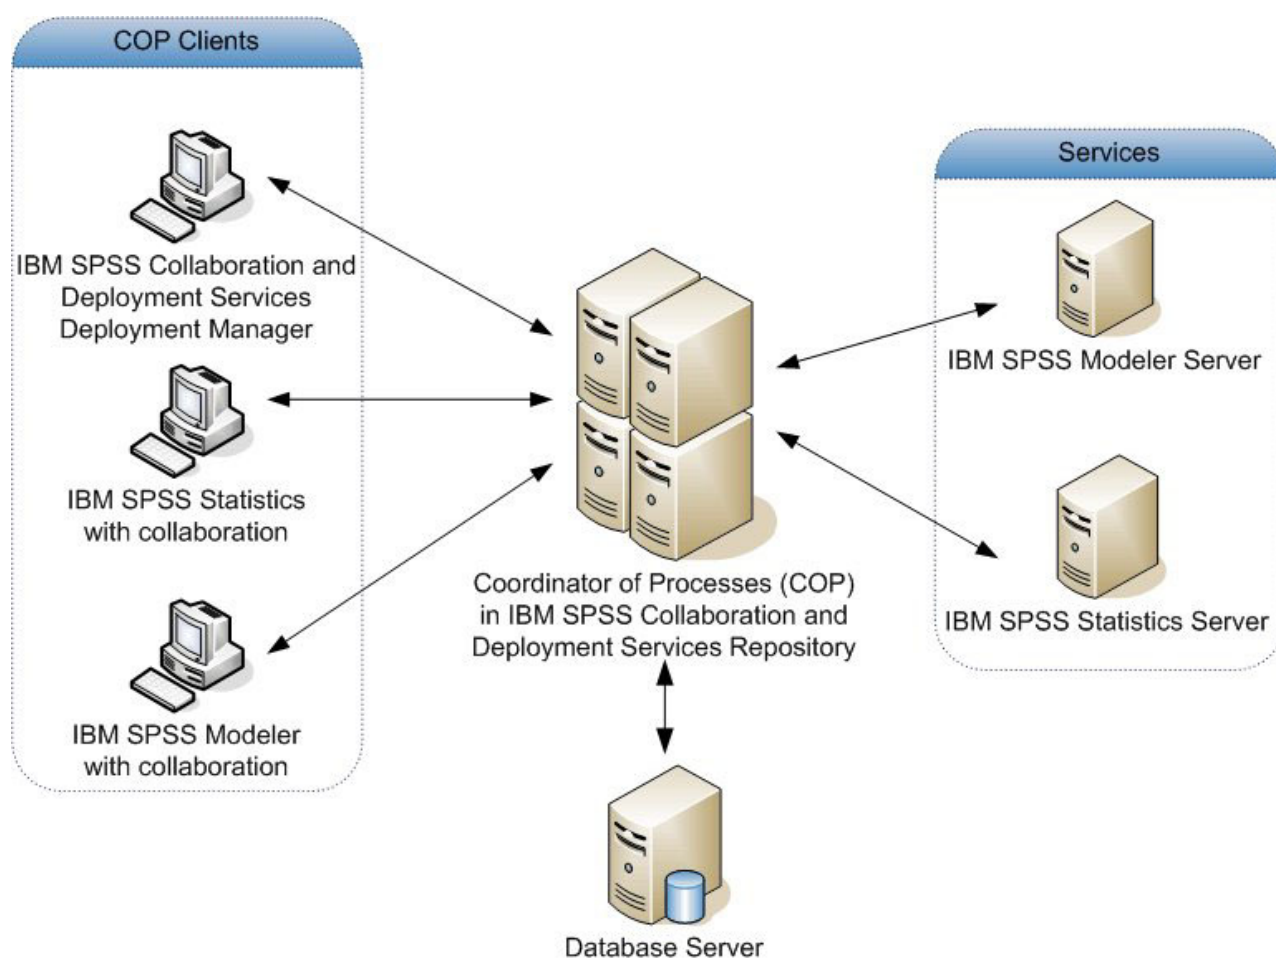 COP Clients
IBM SPSS Collaboration and
Deployment Services
Deployment Manager
IBM SPSS Statistics
with collaboration
IBM SPSS Modeler
with collaboration
Coordinator of Processes (COP)
in IBM SPSS Collaboration and
Deployment Services Repository
Database Server
Services
IBM SPSS Modeler Server
IBM SPSS Statistics Server